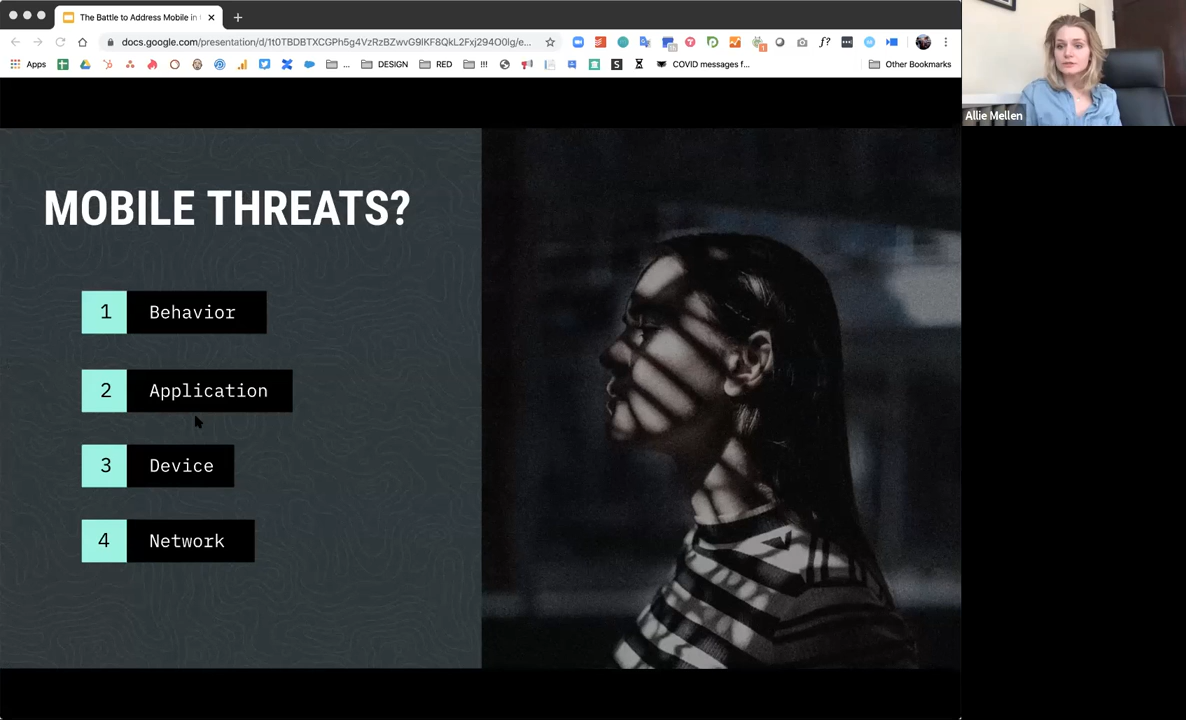 The Battle to Address Mobile in
docs.google.com/presentation/d/1t0TBDBTXCGPh5g4VzRzBZwvG9lKF8QkL2Fxj294O0lg/e...
Apps
...
DESIGN
RED
!!!
COVID messages f...
Other Bookmarks
Allie Mellen
MOBILE THREATS?
1 Behavior
2 Application
3 Device
4 Network